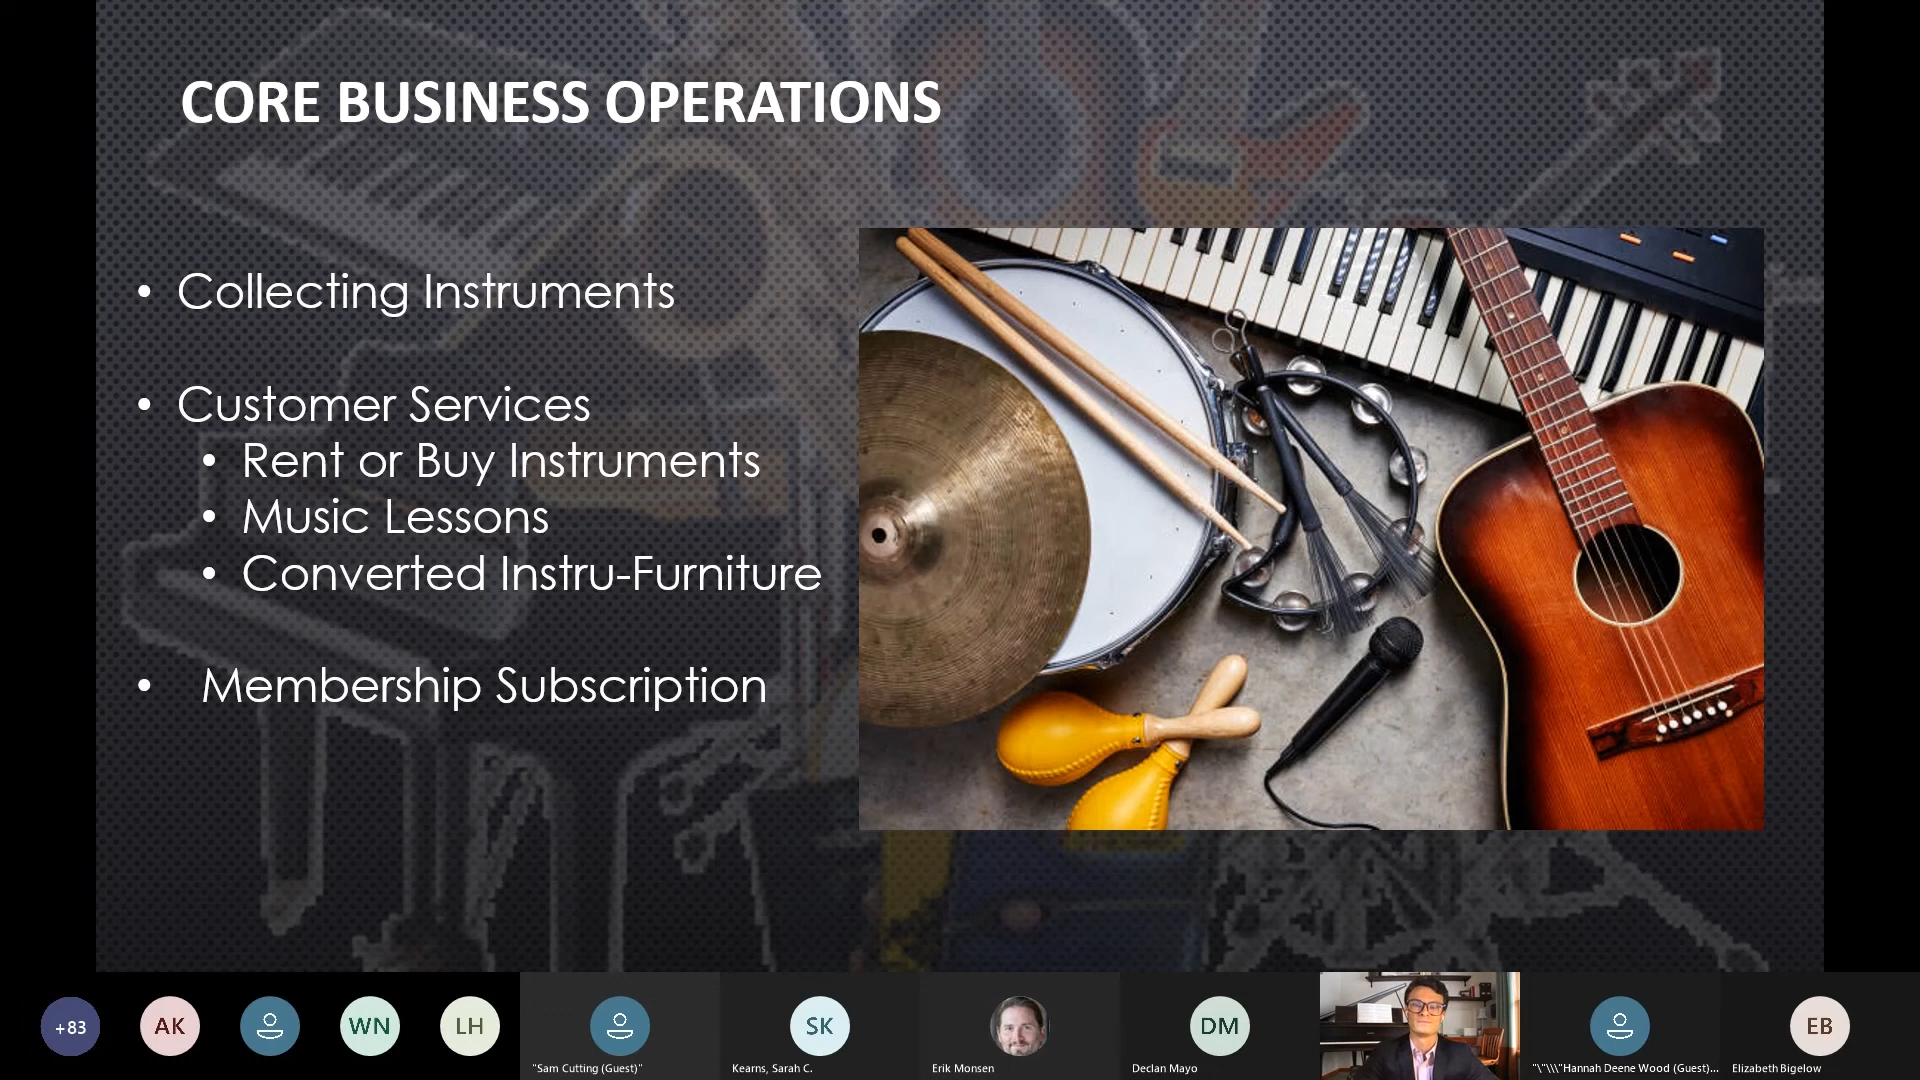 CORE BUSINESS OPERATIONS
• Collecting Instruments
• Customer Services
• Rent or Buy Instruments
• Music Lessons
• Converted Instru-Furniture
• Membership Subscription
+83
AK
WN
LH
"Sam Cutting (Guest)"
SK
Kearns, Sarah C.
Erik Monsen
DM
Declan Mayo
"\"\\\"Hannah Deene Wood (Guest)...
EB
Elizabeth Bigelow